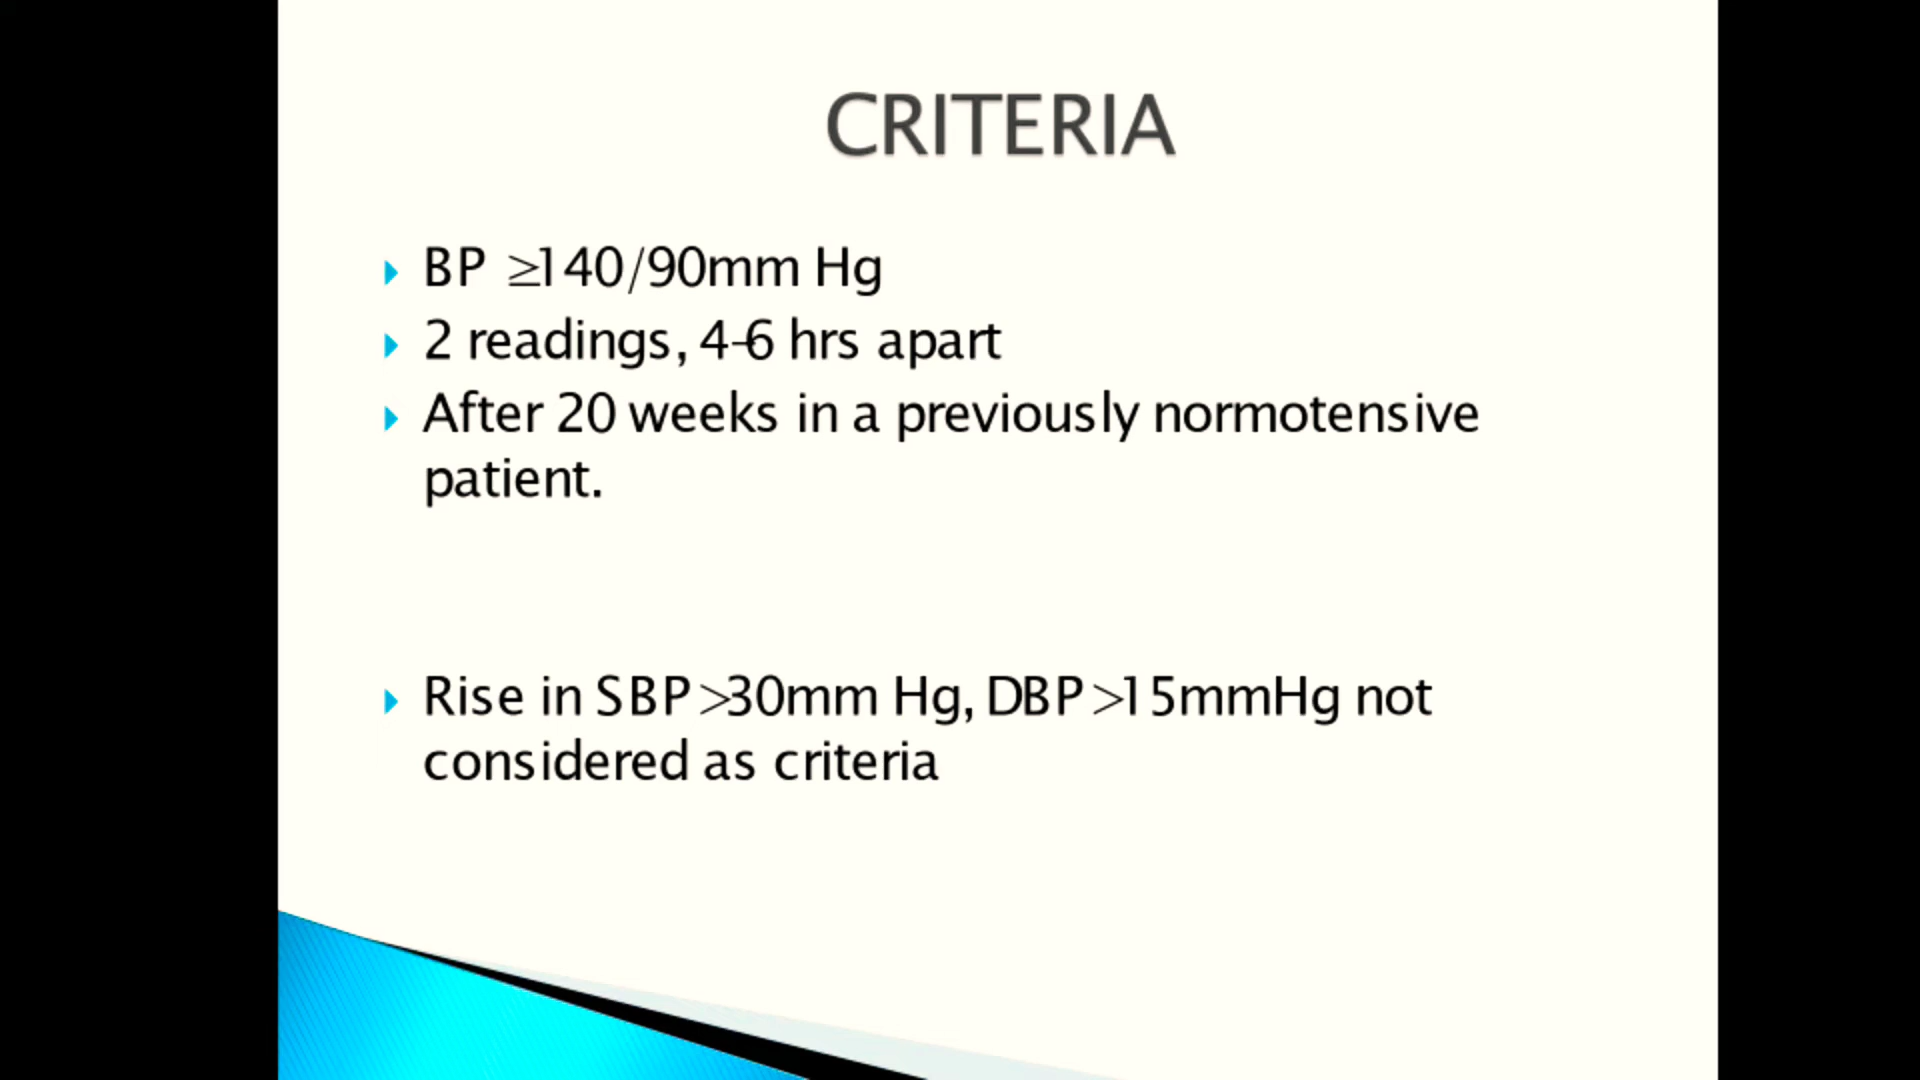 CRITERIA
BP ≥140/90mm Hg
2 readings, 4-6 hrs apart
After 20 weeks in a previously normotensive
patient.
Rise in SBP>30mm Hg, DBP>15mmHg not
considered as criteria